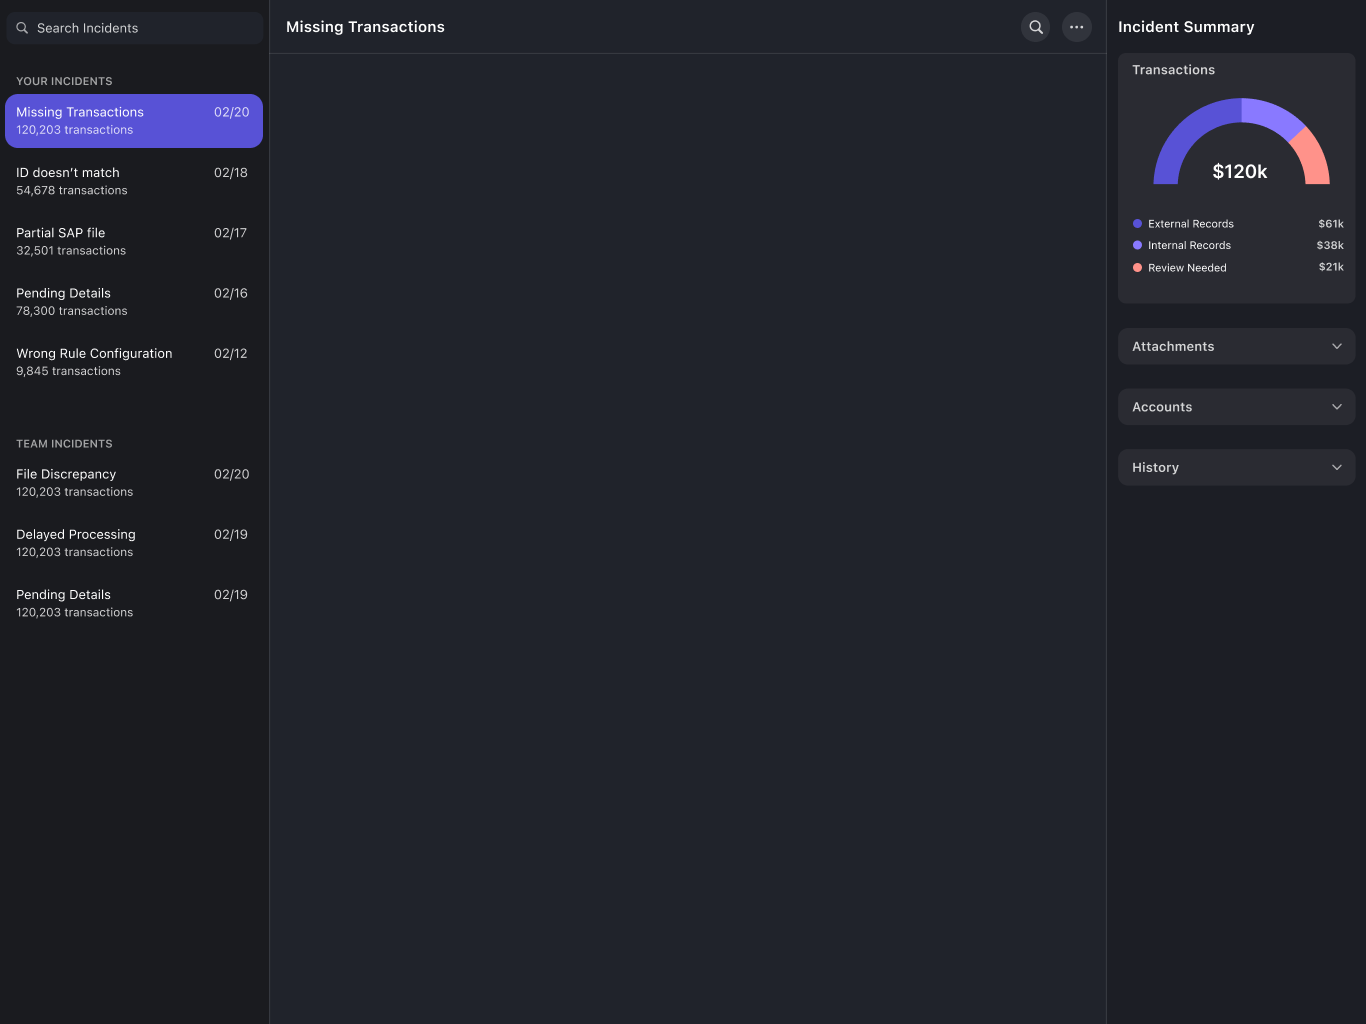 Search Incidents
YOUR INCIDENTS
Missing Transactions 02/20
120,203 transactions
ID doesn’t match 02/18
54,678 transactions
Partial SAP file 02/17
32,501 transactions
Pending Details 02/16
78,300 transactions
Wrong Rule Configuration 02/12
9,845 transactions
TEAM INCIDENTS
File Discrepancy 02/20
120,203 transactions
Delayed Processing 02/19
120,203 transactions
Pending Details 02/19
120,203 transactions
Missing Transactions
Incident Summary
Transactions
$120k
External Records $61k
Internal Records $38k
Review Needed $21k
Attachments
Accounts
History